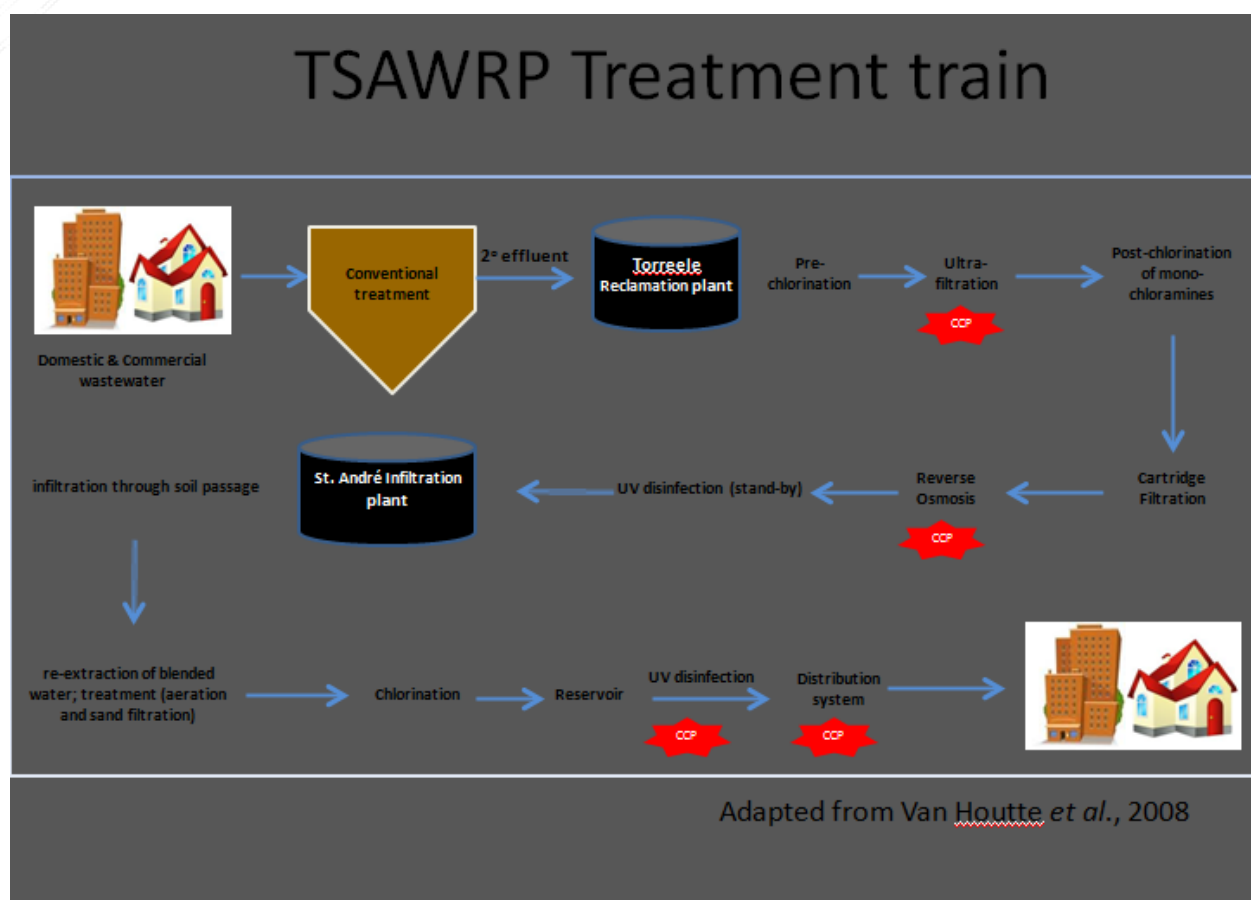 TSAWRP Treatment train
Domestic & Commercial
wastewater
Conventional
treatment
2° effluent
Torreele
Reclamation plant
Pre-
chlorination
Ultra-
filtration
CCP
Post-chlorination
of mono-
chloramines
Cartridge
Filtration
Reverse
Osmosis
CCP
UV disinfection (stand-by)
St. André Infiltration
plant
infiltration through soil passage
re-extraction of blended
water; treatment (aeration
and sand filtration)
Chlorination
Reservoir
UV disinfection
CCP
Distribution
system
CCP
Adapted from Van Houtte et al., 2008